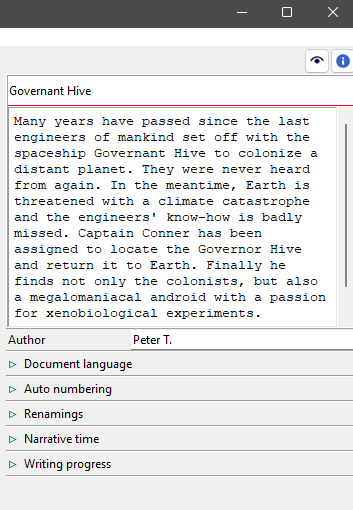 Governant Hive
Many years have passed since the last
engineers of mankind set off with the
spaceship Governant Hive to colonize a
distant planet. They were never heard
from again. In the meantime, Earth is
threatened with a climate catastrophe
and the engineers' know-how is badly
missed. Captain Conner has been
assigned to locate the Governor Hive
and return it to Earth. Finally he
finds not only the colonists, but also
a megalomaniacal android with a passion
for xenobiological experiments.
Author Peter T.
Document language
Auto numbering
Renamings
Narrative time
Writing progress